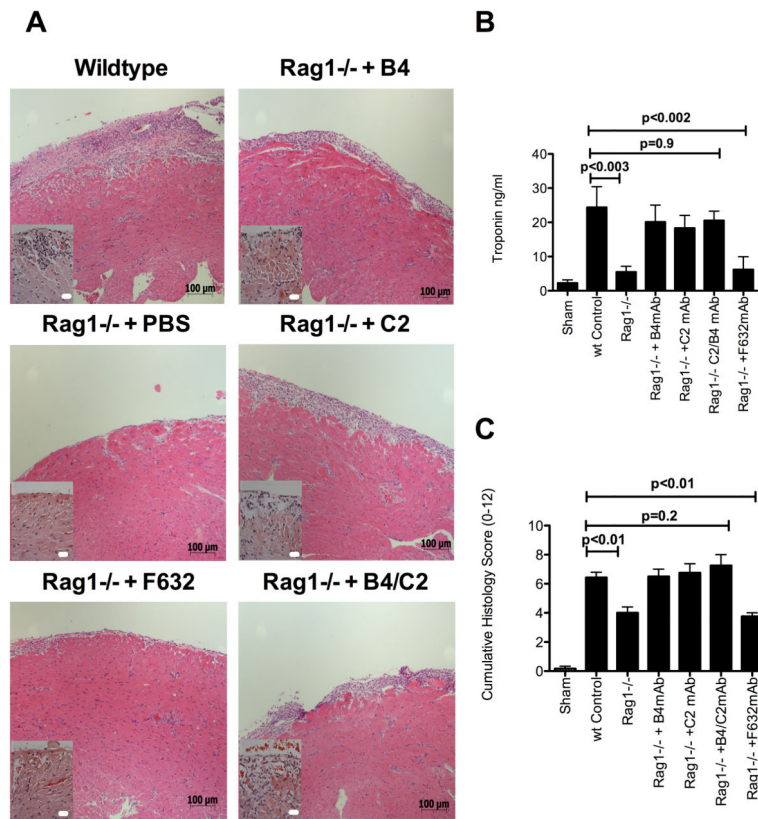 A
Wildtype
Rag1-/- + B4
100 µm
100 µm
Rag1-/- + PBS
Rag1-/- + C2
100 µm
100 µm
Rag1-/- + F632
Rag1-/- + B4/C2
100 µm
100 µm
B
p<0.002
p=0.9
p<0.003
Troponin ng/ml
40
30
20
10
0
Sham
wt Control
Rag1-/-
Rag1-/- + B4mAb
Rag1-/- +C2 mAb
Rag1-/- C2/B4 mAb
Rag1-/- +F632mAb
C
p<0.01
p=0.2
p<0.01
Cumulative Histology Score (0-12)
8
6
4
2
0
Sham
wt Control
Rag1-/-
Rag1-/- + B4mAb
Rag1-/- +C2 mAb
Rag1-/- +B4/C2mAb
Rag1-/- +F632mAb